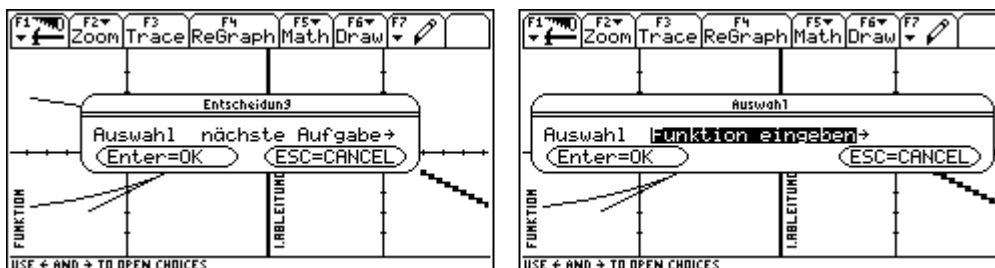 F1 F2 F3 F4 F5 F6 F7
Zoom Trace ReGraph Math Draw
Entscheidung
Auswahl nächste Aufgabe→
Enter=OK ESC=CANCEL
FUNKTION
1.ABLEITUNG
USE ← AND → TO OPEN CHOICES
F1 F2 F3 F4 F5 F6 F7
Zoom Trace ReGraph Math Draw
Auswahl
Auswahl Funktion eingeben→
Enter=OK ESC=CANCEL
FUNKTION
1.ABLEITUNG
USE ← AND → TO OPEN CHOICES